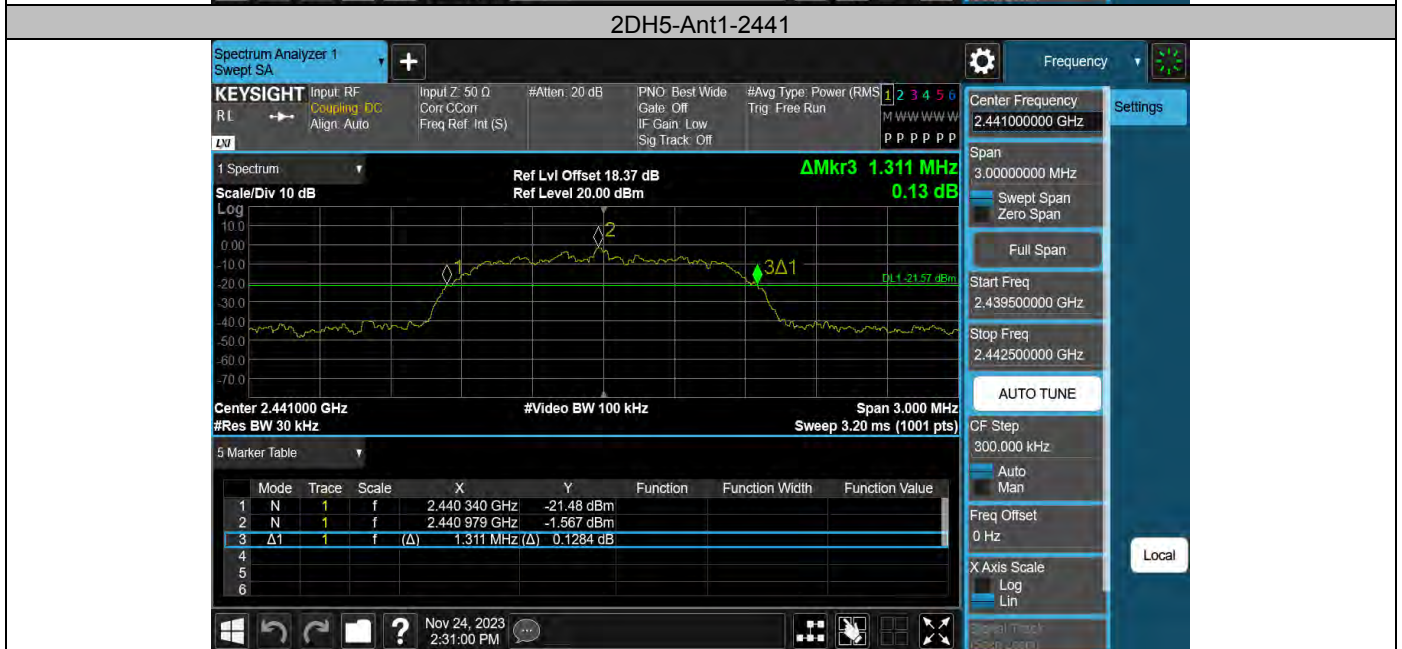 2DH5-Ant1-2441
Spectrum Analyzer 1
Swept SA
Frequency
KEYSIGHT
R L
LXI
Input: RF
Coupling: DC
Align: Auto
Input Z: 50 Ω
Corr CCorr
Freq Ref: Int (S)
#Atten: 20 dB
PNO: Best Wide
Gate: Off
IF Gain: Low
Sig Track: Off
#Avg Type: Power (RMS
Trig: Free Run
1 2 3 4 5 6
M W W W W W
P P P P P P
1 Spectrum
Scale/Div 10 dB
Ref Lvl Offset 18.37 dB
Ref Level 20.00 dBm
ΔMkr3 1.311 MHz
0.13 dB
Log
10.0
0.00
-10.0
-20.0
-30.0
-40.0
-50.0
-60.0
-70.0
1
2
3Δ1
DL1 -21.57 dBm
Center 2.441000 GHz
#Video BW 100 kHz
Span 3.000 MHz
#Res BW 30 kHz
Sweep 3.20 ms (1001 pts)
5 Marker Table
Mode Trace Scale X Y Function Function Width Function Value
1 N 1 f 2.440 340 GHz -21.48 dBm
2 N 1 f 2.440 979 GHz -1.567 dBm
3 Δ1 1 f (Δ) 1.311 MHz (Δ) 0.1284 dB
4
5
6
Nov 24, 2023
2:31:00 PM
Center Frequency
2.441000000 GHz
Settings
Span
3.00000000 MHz
Swept Span
Zero Span
Full Span
Start Freq
2.439500000 GHz
Stop Freq
2.442500000 GHz
AUTO TUNE
CF Step
300.000 kHz
Auto
Man
Freq Offset
0 Hz
X Axis Scale
Log
Lin
Local
Signal Track